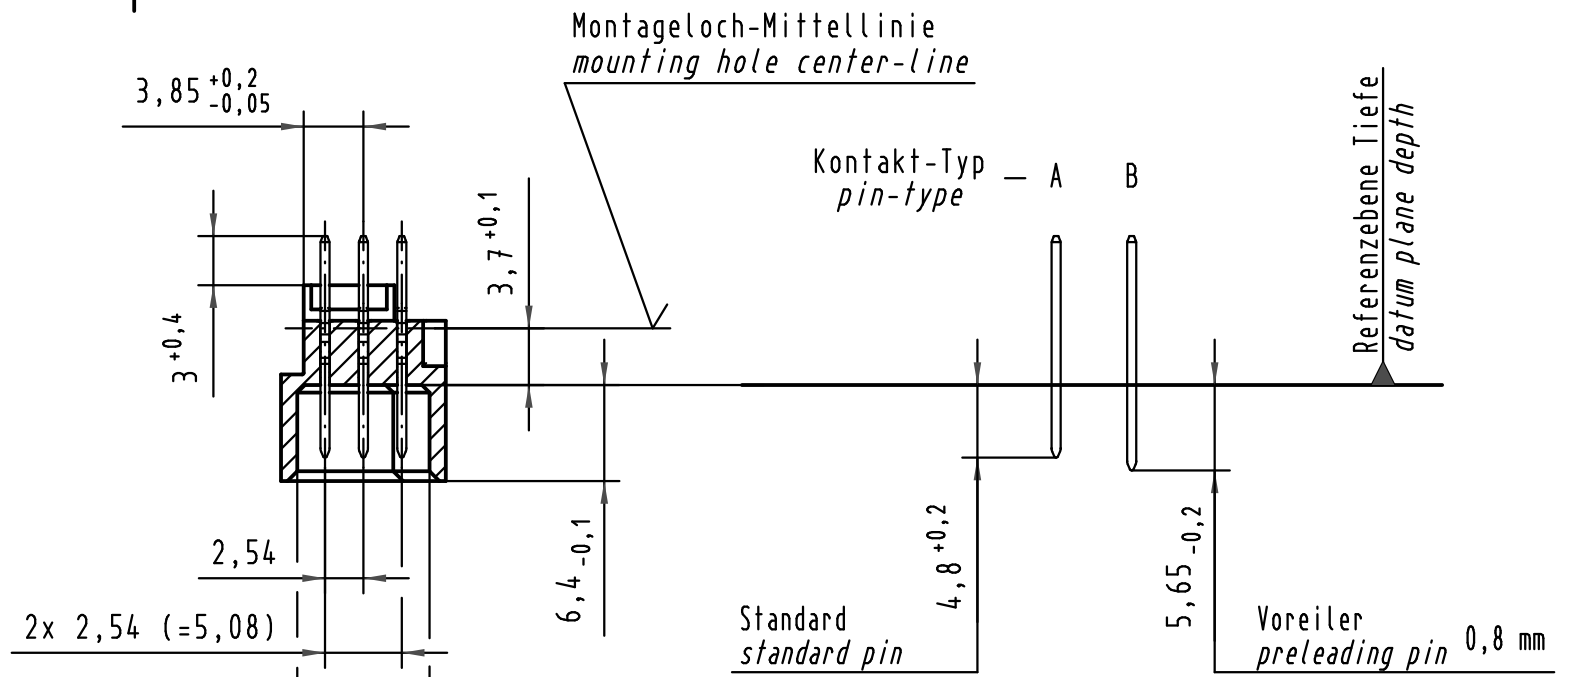 Montageloch-Mittellinie
mounting hole center-line
3,85 +0,2 -0,05
Kontakt-Typ — A B
pin-type
Referenzebene Tiefe
datum plane depth
3,7 +0,1
3 +0,4
2,54
2x 2,54 (=5,08)
6,4 -0,1
4,8 +0,2
5,65 -0,2
Standard
standard pin
Voreiler
preleading pin 0,8 mm